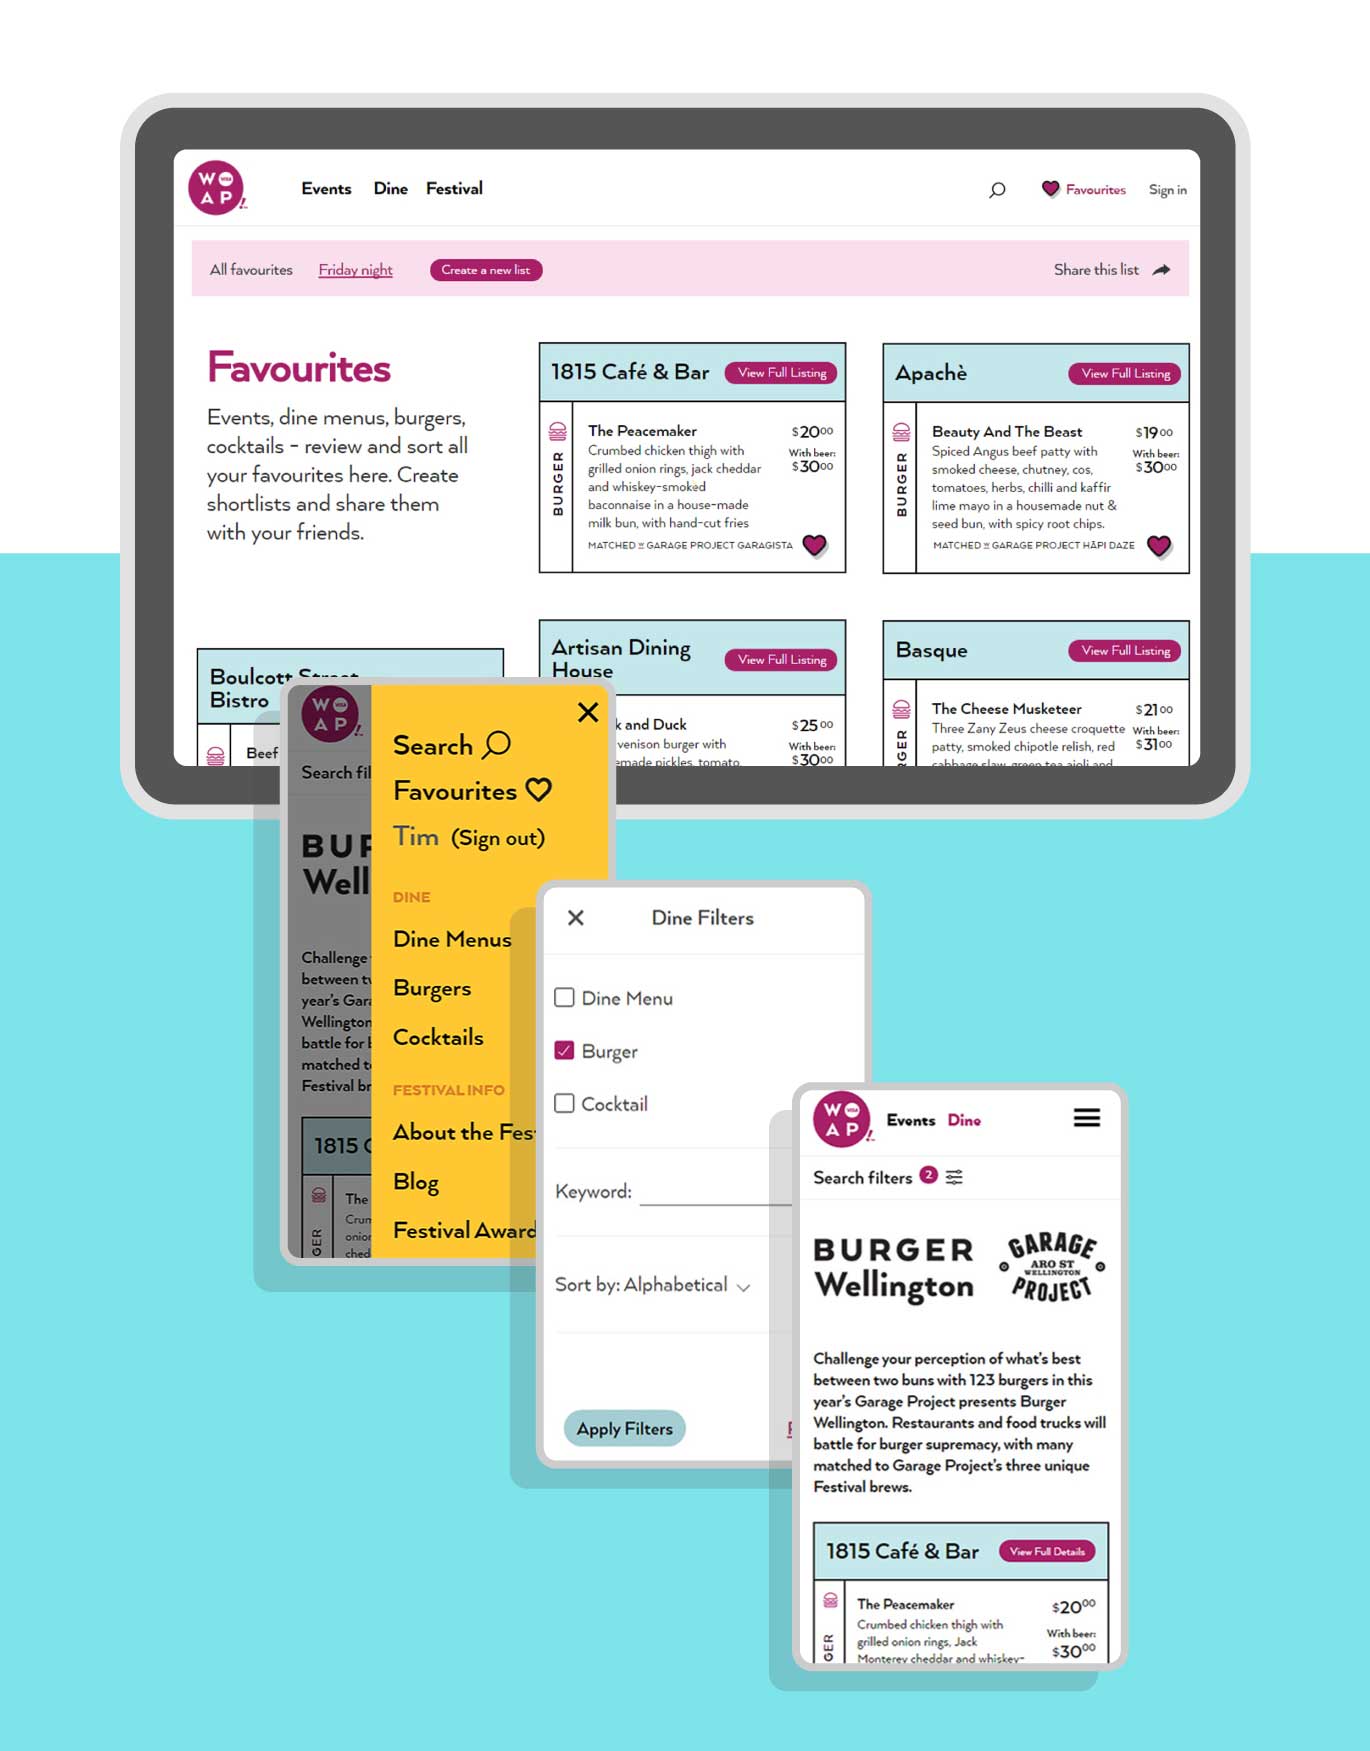 W VISA
AP!
Events Dine Festival
Favourites Sign in
All favourites Friday night Create a new list
Share this list
Favourites
Events, dine menus, burgers,
cocktails - review and sort all
your favourites here. Create
shortlists and share them
with your friends.
1815 Café & Bar View Full Listing
BURGER
The Peacemaker
Crumbed chicken thigh with
grilled onion rings, jack cheddar
and whiskey-smoked
baconnaise in a house-made
milk bun, with hand-cut fries
MATCHED GARAGE PROJECT GARAGISTA
$20 00
With beer:
$30 00
Apachè View Full Listing
BURGER
Beauty And The Beast
Spiced Angus beef patty with
smoked cheese, chutney, cos,
tomatoes, herbs, chilli and kaffir
lime mayo in a housemade nut &
seed bun, with spicy root chips.
MATCHED GARAGE PROJECT HĀPI DAZE
$19 00
With beer:
$30 00
Boulcott Street
Bistro
Beef
Artisan Dining
House
View Full Listing
k and Duck
venison burger with
emade pickles, tomato,
$25 00
With beer:
$30 00
Basque View Full Listing
RGER
The Cheese Musketeer
Three Zany Zeus cheese croquette
patty, smoked chipotle relish, red
cabbage slaw, green tea aioli and
$21 00
With beer:
$31 00
W VISA
AP!
Search fil
BUR
Well
Challenge
between tw
year's Gara
Wellington
battle for b
matched to
Festival br
1815 C
GER
The
Crum
onion
ched
Search
Favourites
Tim (Sign out)
DINE
Dine Menus
Burgers
Cocktails
FESTIVAL INFO
About the Fes
Blog
Festival Award
Dine Filters
Dine Menu
Burger
Cocktail
Keyword:
Sort by: Alphabetical
Apply Filters
WO VISA
AP!
Events Dine
Search filters 2
BURGER
Wellington
GARAGE
ARO ST
WELLINGTON
PROJECT
Challenge your perception of what's best
between two buns with 123 burgers in this
year's Garage Project presents Burger
Wellington. Restaurants and food trucks will
battle for burger supremacy, with many
matched to Garage Project's three unique
Festival brews.
1815 Café & Bar View Full Details
GER
The Peacemaker
Crumbed chicken thigh with
grilled onion rings, Jack
Monterey cheddar and whiskey-
$20 00
With beer:
$30 00